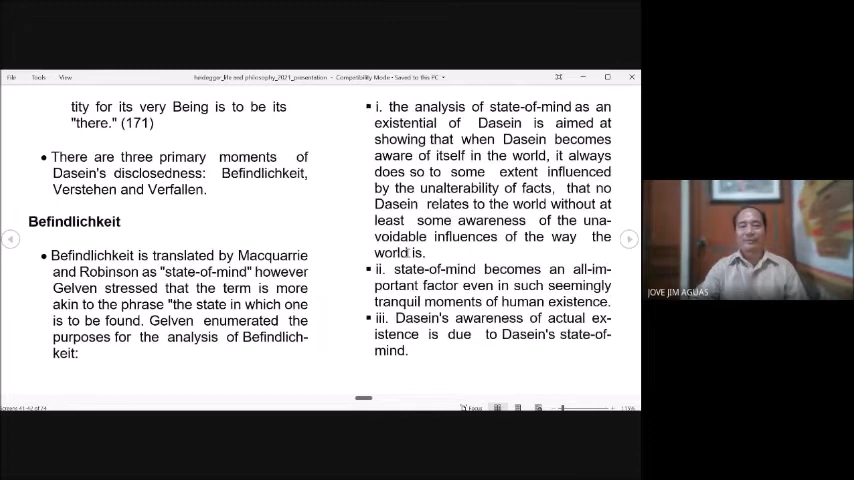 File Tools View
heidegger_life and philosophy_2021_presentation - Compatibility Mode • Saved to this PC
tity for its very Being is to be its
"there." (171)
• There are three primary moments of
Dasein's disclosedness: Befindlichkeit,
Verstehen and Verfallen.
Befindlichkeit
• Befindlichkeit is translated by Macquarrie
and Robinson as "state-of-mind" however
Gelven stressed that the term is more
akin to the phrase "the state in which one
is to be found. Gelven enumerated the
purposes for the analysis of Befindlich-
keit:
▪ i. the analysis of state-of-mind as an
existential of Dasein is aimed at
showing that when Dasein becomes
aware of itself in the world, it always
does so to some extent influenced
by the unalterability of facts, that no
Dasein relates to the world without at
least some awareness of the una-
voidable influences of the way the
world is.
▪ ii. state-of-mind becomes an all-im-
portant factor even in such seemingly
tranquil moments of human existence.
▪ iii. Dasein's awareness of actual ex-
istence is due to Dasein's state-of-
mind.
Screens 41-42 of 74
Focus
JOVE JIM AGUAS